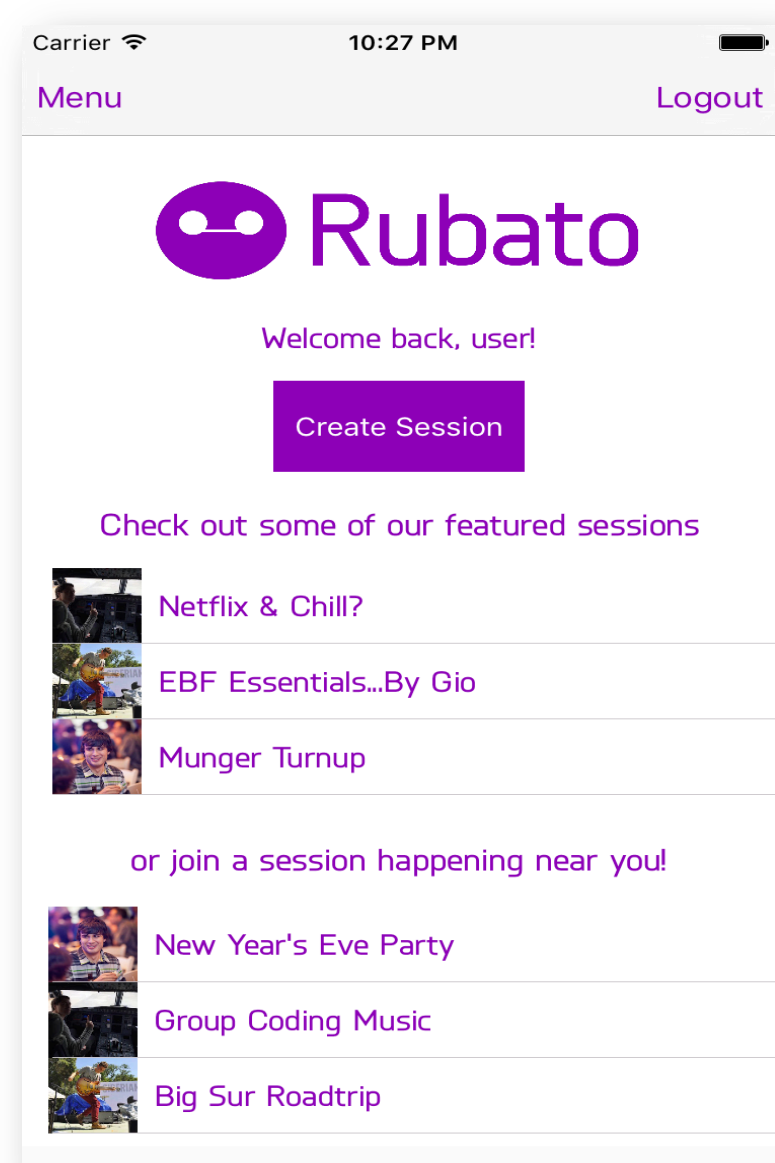 Carrier 10:27 PM
Menu Logout
Rubato
Welcome back, user!
Create Session
Check out some of our featured sessions
Netflix & Chill?
EBF Essentials...By Gio
Munger Turnup
or join a session happening near you!
New Year's Eve Party
Group Coding Music
Big Sur Roadtrip